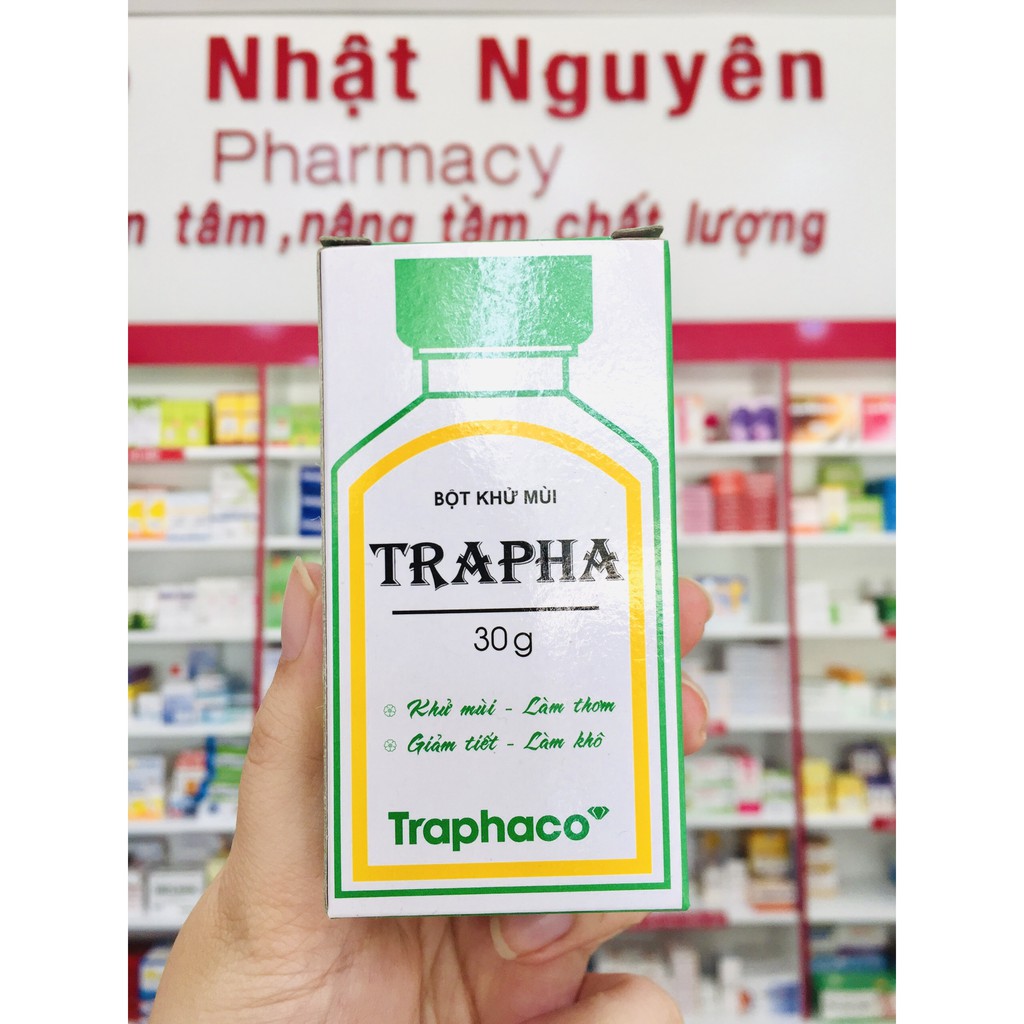 Nhật Nguyên
Pharmacy
tâm, nâng tầm chất lượng
BỘT KHỬ MÙI
TRAPHA
30g
Khử mùi - Làm thơm
Giảm tiết - Làm khô
Traphaco